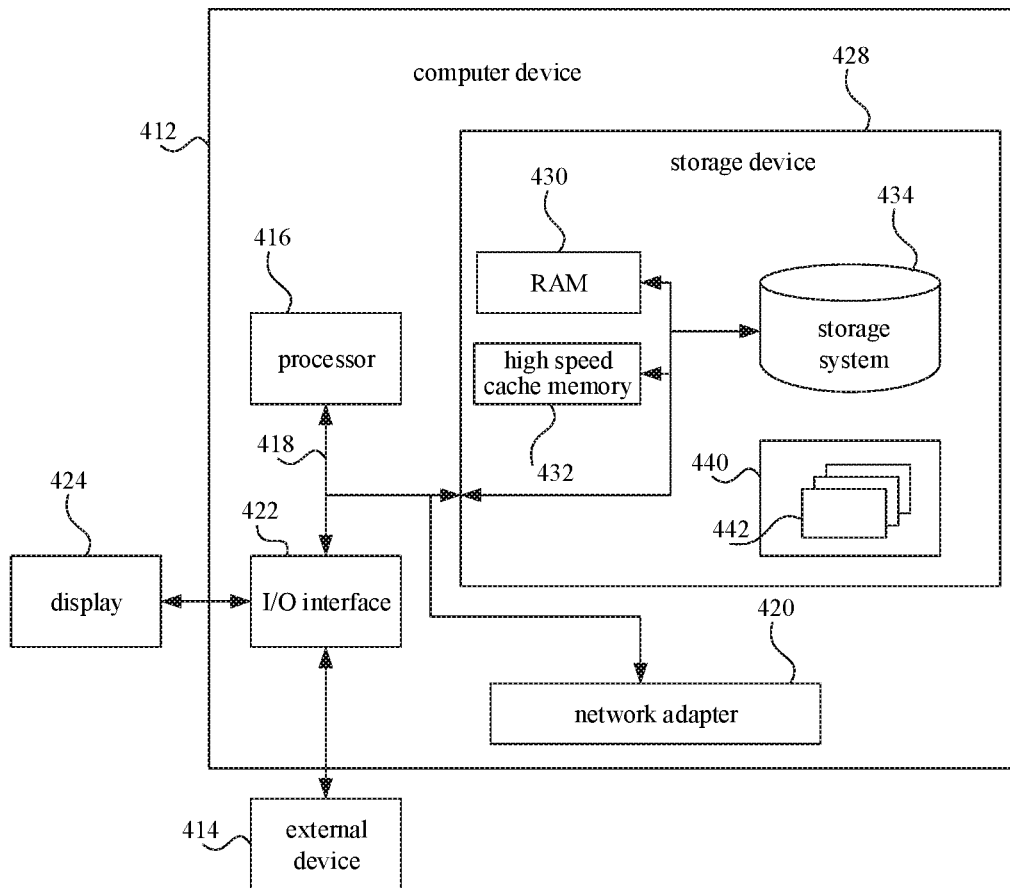 computer device
428
412
storage device
430
434
416
RAM
storage
system
processor
high speed
cache memory
418
432
440
424
422
442
display
I/O interface
420
network adapter
414
external
device